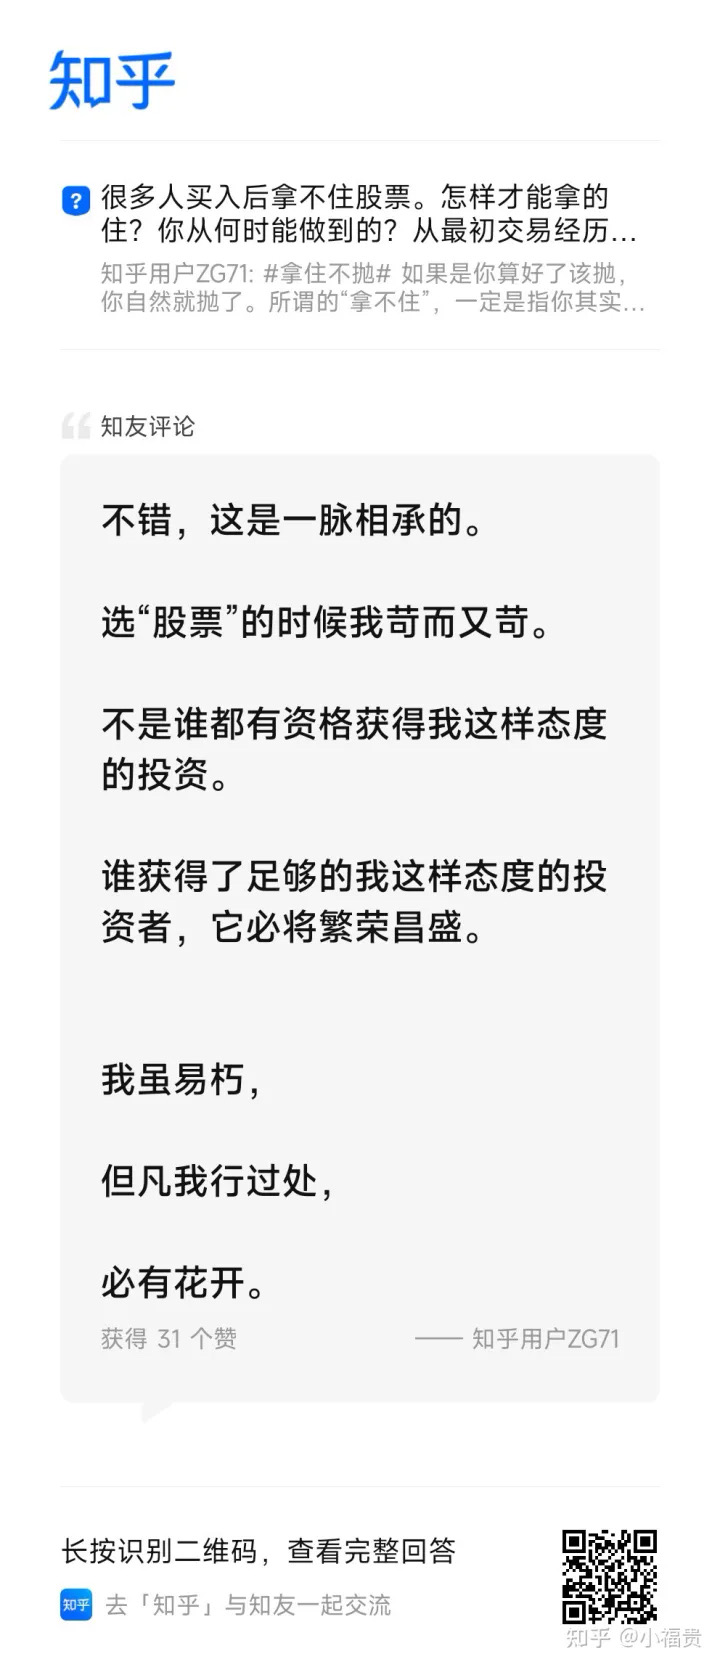 知乎
很多人买入后拿不住股票。怎样才能拿的
住？你从何时能做到的？从最初交易经历...
知乎用户ZG71: #拿住不抛# 如果是你算好了该抛，
你自然就抛了。所谓的“拿不住”，一定是指你其实...
知友评论
不错，这是一脉相承的。
选“股票”的时候我苛而又苛。
不是谁都有资格获得我这样态度
的投资。
谁获得了足够的我这样态度的投
资者，它必将繁荣昌盛。
我虽易朽，
但凡我行过处，
必有花开。
获得 31 个赞
—— 知乎用户ZG71
长按识别二维码，查看完整回答
知乎 去「知乎」与知友一起交流
知乎 @小福贵